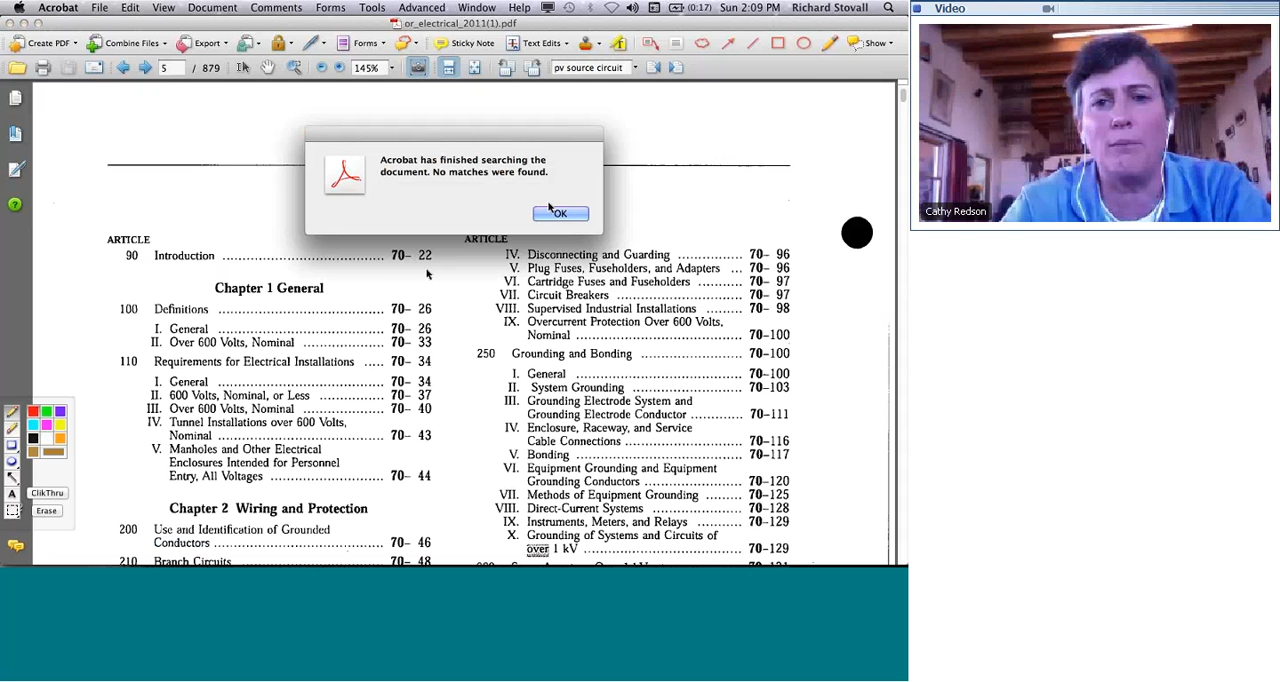 Acrobat File Edit View Document Comments Forms Tools Advanced Window Help (0:17) Sun 2:09 PM Richard Stovall
or_electrical_2011(1).pdf
Create PDF Combine Files Export Forms Sticky Note Text Edits Show
5 / 879 145% pv source circuit
Video
Cathy Redson
Acrobat has finished searching the
document. No matches were found.
OK
ARTICLE
90 Introduction ........................................ 70– 22
Chapter 1 General
100 Definitions ........................................ 70– 26
I. General ........................................ 70– 26
II. Over 600 Volts, Nominal ...................... 70– 33
110 Requirements for Electrical Installations ..... 70– 34
I. General ........................................ 70– 34
II. 600 Volts, Nominal, or Less ................ 70– 37
III. Over 600 Volts, Nominal ...................... 70– 40
IV. Tunnel Installations over 600 Volts,
Nominal ........................................ 70– 43
V. Manholes and Other Electrical
Enclosures Intended for Personnel
Entry, All Voltages ........................... 70– 44
Chapter 2 Wiring and Protection
200 Use and Identification of Grounded
Conductors ........................................ 70– 46
210 Branch Circuits ................................... 70– 48
ARTICLE
IV. Disconnecting and Guarding ................ 70– 96
V. Plug Fuses, Fuseholders, and Adapters ... 70– 96
VI. Cartridge Fuses and Fuseholders ........... 70– 97
VII. Circuit Breakers .............................. 70– 97
VIII. Supervised Industrial Installations ......... 70– 98
IX. Overcurrent Protection Over 600 Volts,
Nominal ........................................ 70–100
250 Grounding and Bonding ......................... 70–100
I. General ........................................ 70–100
II. System Grounding ............................ 70–103
III. Grounding Electrode System and
Grounding Electrode Conductor ............ 70–111
IV. Enclosure, Raceway, and Service
Cable Connections ........................... 70–116
V. Bonding ........................................ 70–117
VI. Equipment Grounding and Equipment
Grounding Conductors ....................... 70–120
VII. Methods of Equipment Grounding ......... 70–125
VIII. Direct-Current Systems ...................... 70–128
IX. Instruments, Meters, and Relays ........... 70–129
X. Grounding of Systems and Circuits of
over 1 kV ...................................... 70–129
ClikThru
Erase